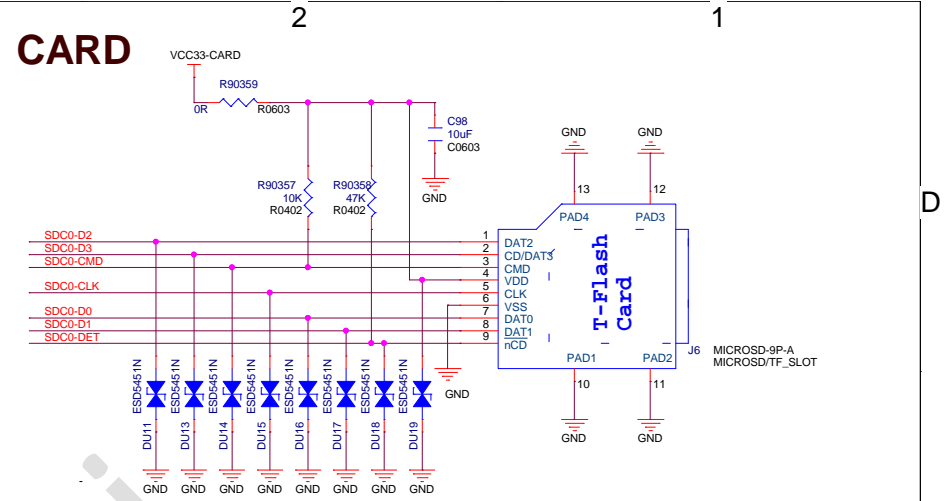 2
1
CARD
VCC33-CARD
R90359
0R
R0603
C98
10uF
C0603
GND
GND
GND
13
12
R90357
10K
R0402
R90358
47K
R0402
D
PAD4
PAD3
SDC0-D2
1
DAT2
SDC0-D3
2
CD/DAT3
SDC0-CMD
3
CMD
4
VDD
SDC0-CLK
5
CLK
6
VSS
SDC0-D0
7
DAT0
SDC0-D1
8
DAT1
SDC0-DET
9
nCD
T-Flash
Card
J6
MICROSD-9P-A
MICROSD/TF_SLOT
PAD1
PAD2
10
11
GND
GND
GND
ESD5451N
ESD5451N
ESD5451N
ESD5451N
ESD5451N
ESD5451N
ESD5451N
ESD5451N
DU11
DU13
DU14
DU15
DU16
DU17
DU18
DU19
GND
GND
GND
GND
GND
GND
GND
GND